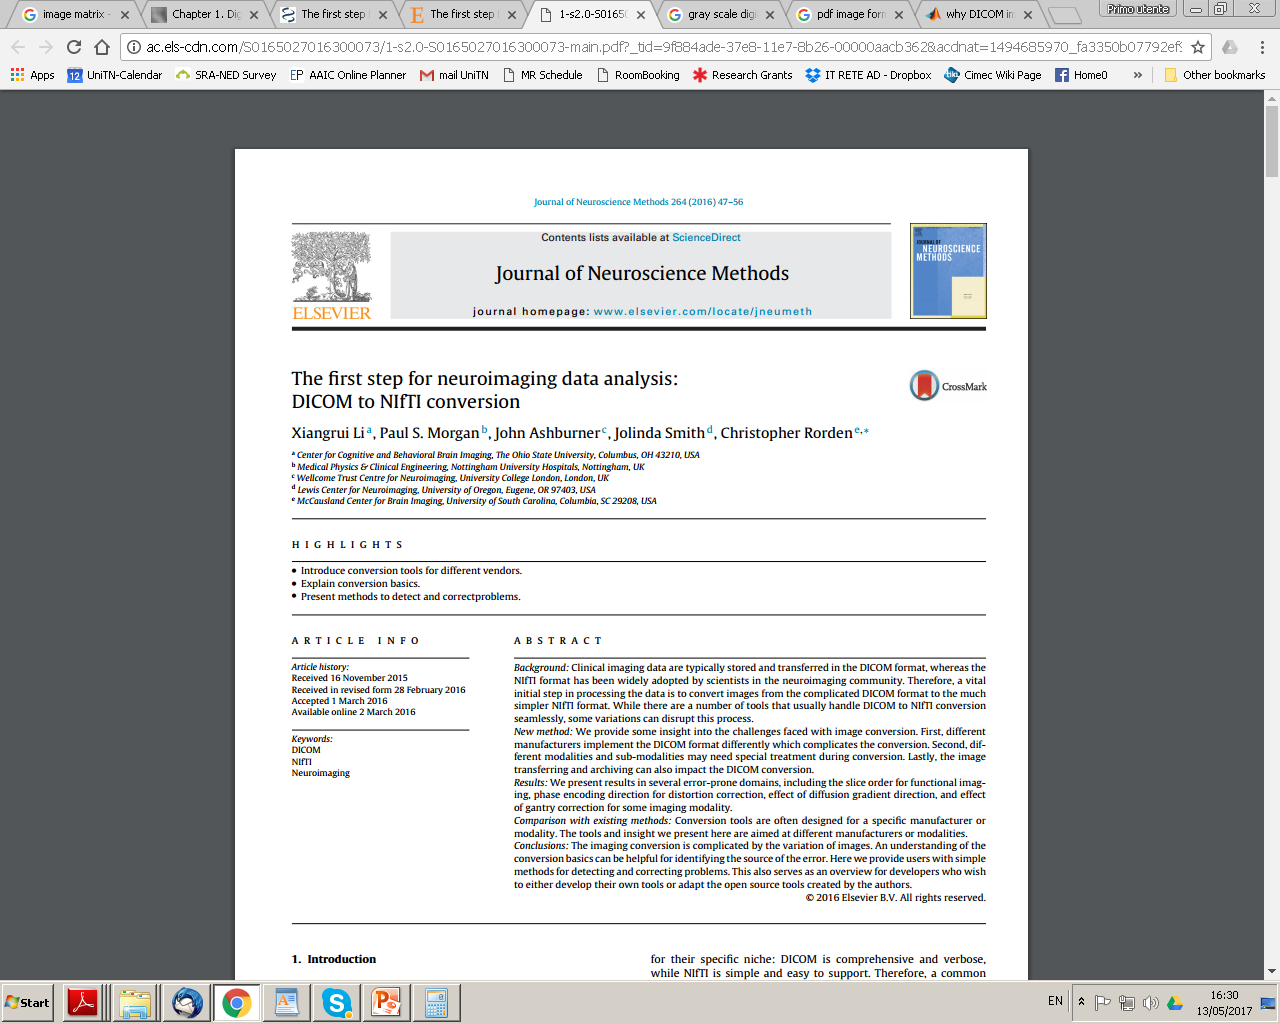 image matrix -
Chapter 1. Dig
The first step
The first step
1-s2.0-S01650
gray scale dig
pdf image form
why DICOM im
Primo utente
ac.els-cdn.com/S0165027016300073/1-s2.0-S0165027016300073-main.pdf?_tid=9f884ade-37e8-11e7-8b26-00000aacb362&acdnat=1494685970_fa3350b07792ef
Apps
12 UniTN-Calendar
SRA-NED Survey
EP AAIC Online Planner
mail UniTN
MR Schedule
RoomBooking
Research Grants
IT RETE AD - Dropbox
Cimec Wiki Page
Home0
»
Other bookmarks
Journal of Neuroscience Methods 264 (2016) 47–56
Contents lists available at ScienceDirect
Journal of Neuroscience Methods
journal homepage: www.elsevier.com/locate/jneumeth
ELSEVIER
JOURNAL OF
NEUROSCIENCE
METHODS
The first step for neuroimaging data analysis:
DICOM to NIfTI conversion
CrossMark
Xiangrui Li a, Paul S. Morgan b, John Ashburner c, Jolinda Smith d, Christopher Rorden e,*
a Center for Cognitive and Behavioral Brain Imaging, The Ohio State University, Columbus, OH 43210, USA
b Medical Physics & Clinical Engineering, Nottingham University Hospitals, Nottingham, UK
c Wellcome Trust Centre for Neuroimaging, University College London, London, UK
d Lewis Center for Neuroimaging, University of Oregon, Eugene, OR 97403, USA
e McCausland Center for Brain Imaging, University of South Carolina, Columbia, SC 29208, USA
HIGHLIGHTS
• Introduce conversion tools for different vendors.
• Explain conversion basics.
• Present methods to detect and correctproblems.
ARTICLE INFO
Article history:
Received 16 November 2015
Received in revised form 28 February 2016
Accepted 1 March 2016
Available online 2 March 2016
Keywords:
DICOM
NIfTI
Neuroimaging
ABSTRACT
Background: Clinical imaging data are typically stored and transferred in the DICOM format, whereas the
NIfTI format has been widely adopted by scientists in the neuroimaging community. Therefore, a vital
initial step in processing the data is to convert images from the complicated DICOM format to the much
simpler NIfTI format. While there are a number of tools that usually handle DICOM to NIfTI conversion
seamlessly, some variations can disrupt this process.
New method: We provide some insight into the challenges faced with image conversion. First, different
manufacturers implement the DICOM format differently which complicates the conversion. Second, dif-
ferent modalities and sub-modalities may need special treatment during conversion. Lastly, the image
transferring and archiving can also impact the DICOM conversion.
Results: We present results in several error-prone domains, including the slice order for functional imag-
ing, phase encoding direction for distortion correction, effect of diffusion gradient direction, and effect
of gantry correction for some imaging modality.
Comparison with existing methods: Conversion tools are often designed for a specific manufacturer or
modality. The tools and insight we present here are aimed at different manufacturers or modalities.
Conclusions: The imaging conversion is complicated by the variation of images. An understanding of the
conversion basics can be helpful for identifying the source of the error. Here we provide users with simple
methods for detecting and correcting problems. This also serves as an overview for developers who wish
to either develop their own tools or adapt the open source tools created by the authors.
© 2016 Elsevier B.V. All rights reserved.
1. Introduction
for their specific niche: DICOM is comprehensive and verbose,
while NIfTI is simple and easy to support. Therefore, a common
Start
EN
16:30
13/05/2017